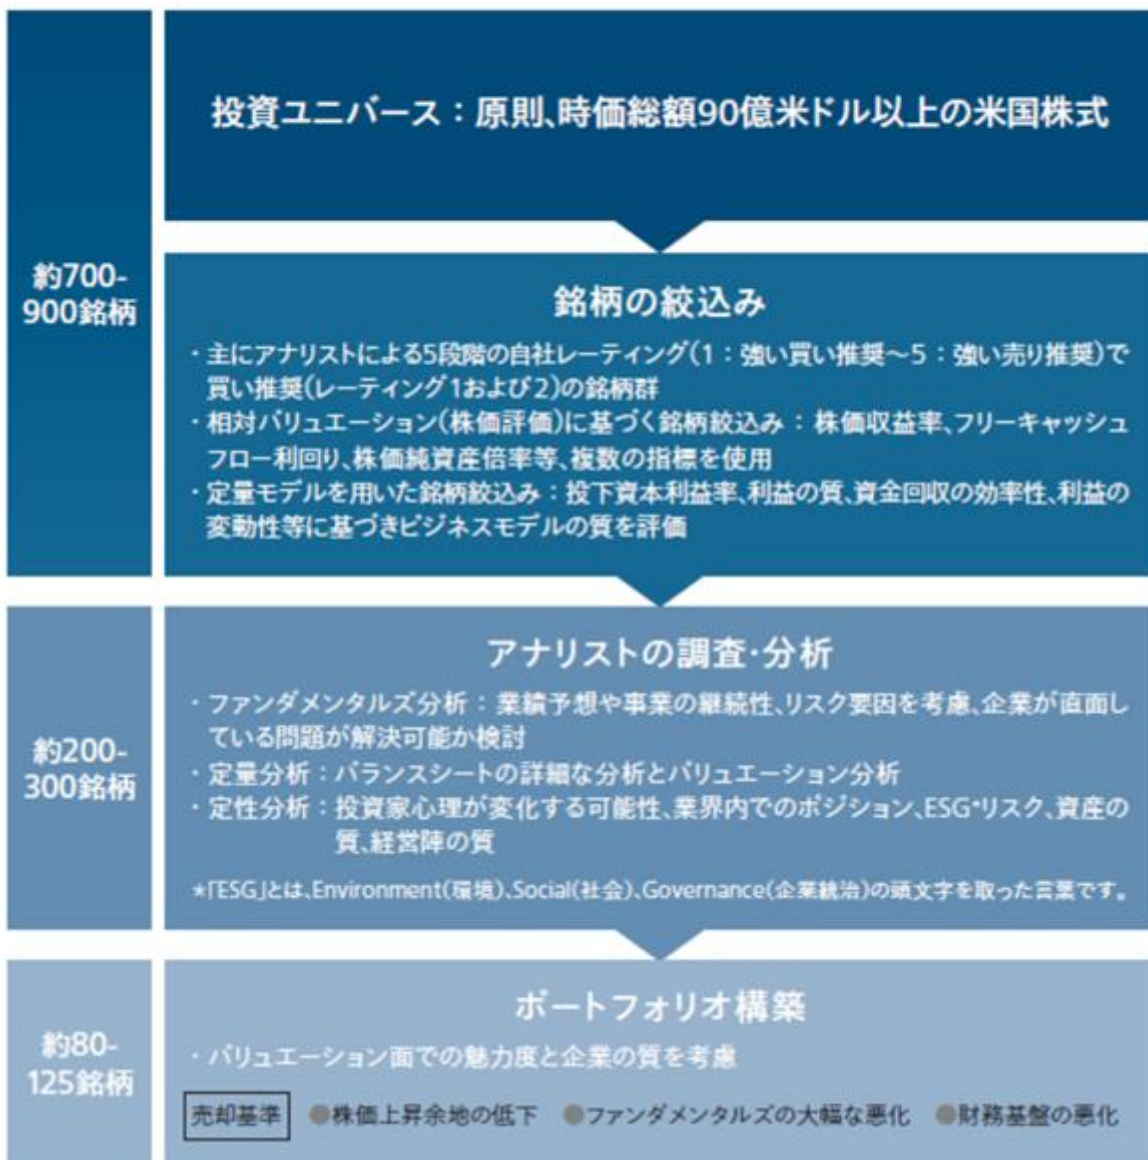 投資ユニバース：原則、時価総額90億米ドル以上の米国株式
約700-
900銘柄
銘柄の絞込み
・主にアナリストによる5段階の自社レーティング(1：強い買い推奨～5：強い売り推奨)で
買い推奨(レーティング1および2)の銘柄群
・相対バリュエーション(株価評価)に基づく銘柄絞込み：株価収益率、フリーキャッシュ
フロー利回り、株価純資産倍率等、複数の指標を使用
・定量モデルを用いた銘柄絞込み：投下資本利益率、利益の質、資金回収の効率性、利益の
変動性等に基づきビジネスモデルの質を評価
約200-
300銘柄
アナリストの調査・分析
・ファンダメンタルズ分析：業績予想や事業の継続性、リスク要因を考慮、企業が直面し
ている問題が解決可能か検討
・定量分析：バランスシートの詳細な分析とバリュエーション分析
・定性分析：投資家心理が変化する可能性、業界内でのポジション、ESG*リスク、資産の
質、経営陣の質
*「ESG」とは、Environment(環境)、Social(社会)、Governance(企業統治)の頭文字を取った言葉です。
約80-
125銘柄
ポートフォリオ構築
・バリュエーション面での魅力度と企業の質を考慮
売却基準 ●株価上昇余地の低下 ●ファンダメンタルズの大幅な悪化 ●財務基盤の悪化